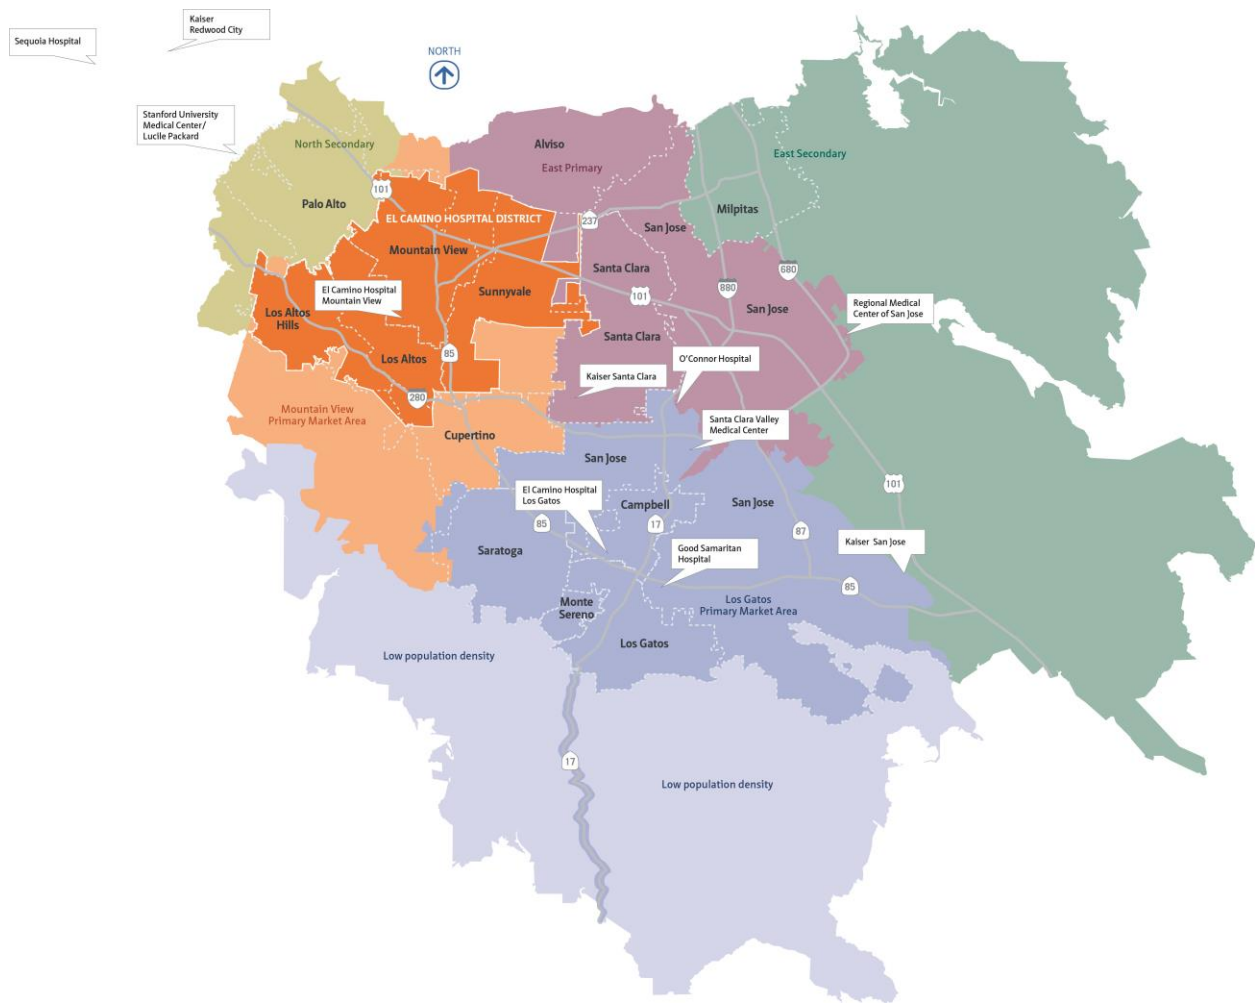 Kaiser
Redwood City
Sequoia Hospital
NORTH
Stanford University
Medical Center/
Lucile Packard
North Secondary
Alviso
East Primary
East Secondary
101
Palo Alto
Milpitas
EL CAMINO HOSPITAL DISTRICT
237
San Jose
Mountain View
Santa Clara
680
880
El Camino Hospital
Mountain View
Sunnyvale
101
San Jose
Regional Medical
Center of San Jose
Los Altos
Hills
Santa Clara
85
Los Altos
O'Connor Hospital
Kaiser Santa Clara
280
Mountain View
Primary Market Area
Santa Clara Valley
Medical Center
Cupertino
San Jose
101
El Camino Hospital
Los Gatos
Campbell
San Jose
85
17
87
Kaiser San Jose
Saratoga
Good Samaritan
Hospital
85
Monte
Sereno
Los Gatos
Primary Market Area
Los Gatos
Low population density
17
Low population density